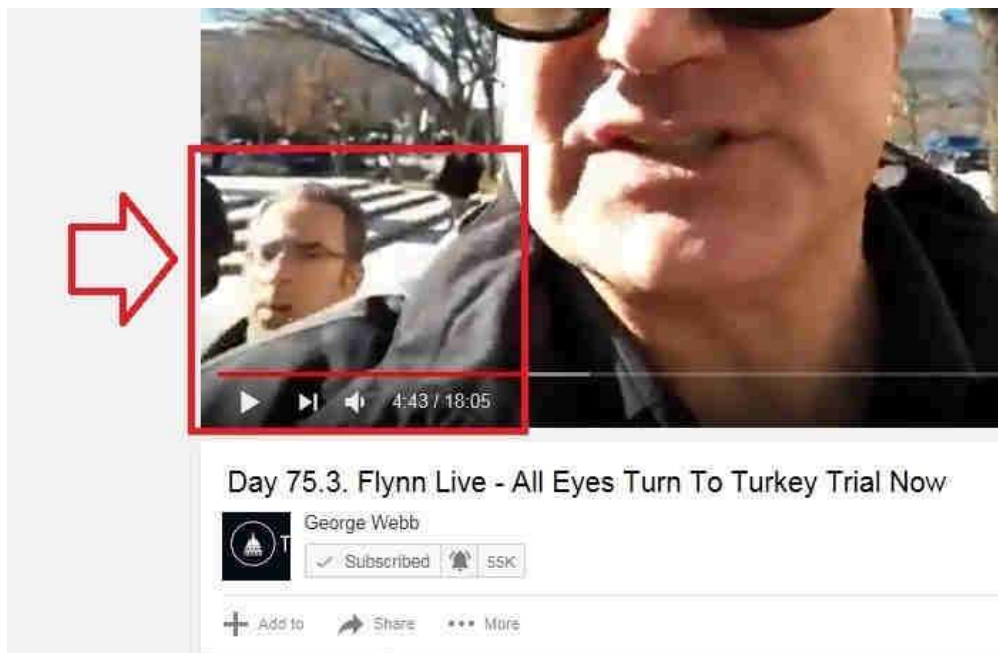 4:43 / 18:05
Day 75.3. Flynn Live - All Eyes Turn To Turkey Trial Now
T
George Webb
Subscribed 55K
Add to Share More